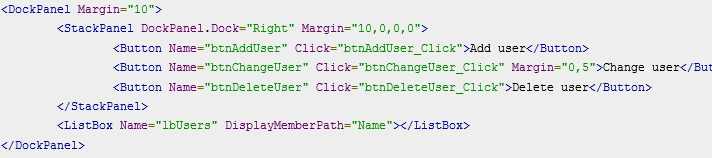 <DockPanel Margin="10">
<StackPanel DockPanel.Dock="Right" Margin="10,0,0,0">
<Button Name="btnAddUser" Click="btnAddUser_Click">Add user</Button>
<Button Name="btnChangeUser" Click="btnChangeUser_Click" Margin="0,5">Change user</But
<Button Name="btnDeleteUser" Click="btnDeleteUser_Click">Delete user</Button>
</StackPanel>
<ListBox Name="lbUsers" DisplayMemberPath="Name"></ListBox>
</DockPanel>